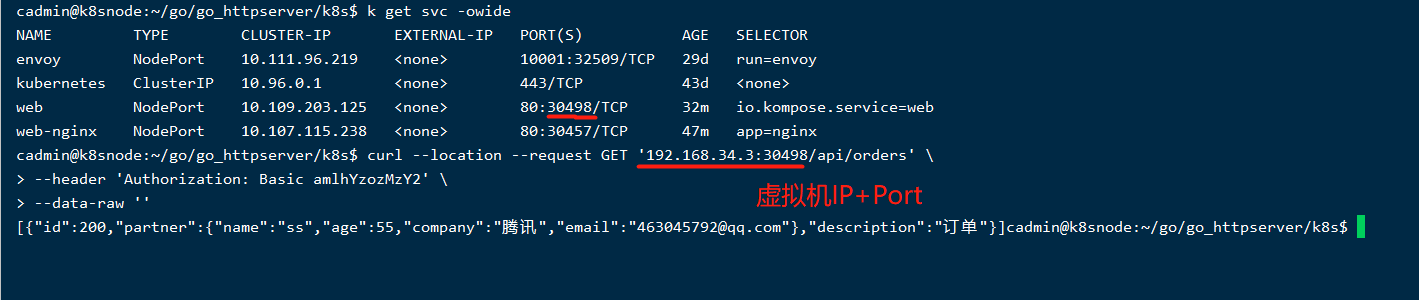 cadmin@k8snode:~/go/go_httpserver/k8s$ k get svc -owide
NAME TYPE CLUSTER-IP EXTERNAL-IP PORT(S) AGE SELECTOR
envoy NodePort 10.111.96.219 <none> 10001:32509/TCP 29d run=envoy
kubernetes ClusterIP 10.96.0.1 <none> 443/TCP 43d <none>
web NodePort 10.109.203.125 <none> 80:30498/TCP 32m io.kompose.service=web
web-nginx NodePort 10.107.115.238 <none> 80:30457/TCP 47m app=nginx
cadmin@k8snode:~/go/go_httpserver/k8s$ curl --location --request GET '192.168.34.3:30498/api/orders' \
> --header 'Authorization: Basic amlhYzozMzY2' \
> --data-raw ''
虚拟机IP+Port
[{"id":200,"partner":{"name":"ss","age":55,"company":"腾讯","email":"463045792@qq.com"},"description":"订单"}]cadmin@k8snode:~/go/go_httpserver/k8s$